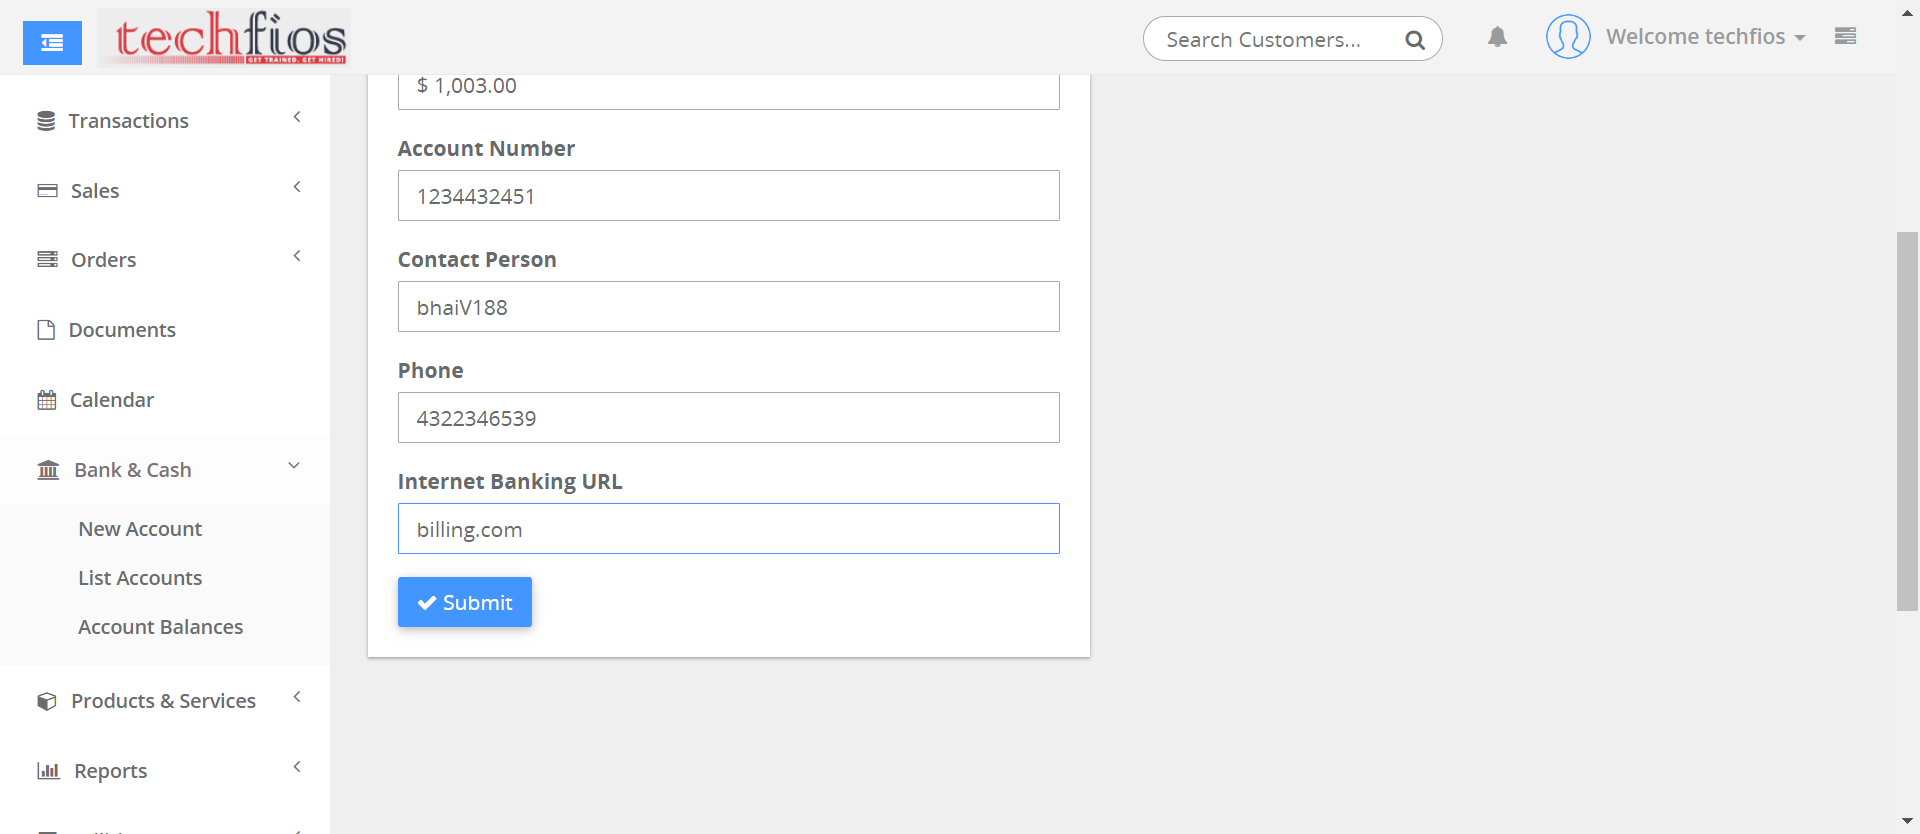 techfios
GET TRAINED. GET HIRED!
Search Customers...
Welcome techfios
Transactions
Sales
Orders
Documents
Calendar
Bank & Cash
New Account
List Accounts
Account Balances
Products & Services
Reports
$ 1,003.00
Account Number
1234432451
Contact Person
bhaiV188
Phone
4322346539
Internet Banking URL
billing.com
Submit